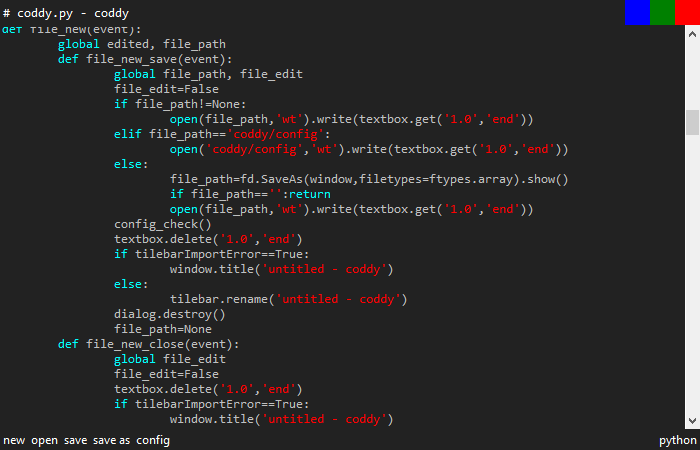 # coddy.py - coddy
def file_new(event):
global edited, file_path
def file_new_save(event):
global file_path, file_edit
file_edit=False
if file_path!=None:
open(file_path,'wt').write(textbox.get('1.0','end'))
elif file_path=='coddy/config':
open('coddy/config','wt').write(textbox.get('1.0','end'))
else:
file_path=fd.SaveAs(window,filetypes=ftypes.array).show()
if file_path=='':return
open(file_path,'wt').write(textbox.get('1.0','end'))
config_check()
textbox.delete('1.0','end')
if tilebarImportError==True:
window.title('untitled - coddy')
else:
tilebar.rename('untitled - coddy')
dialog.destroy()
file_path=None
def file_new_close(event):
global file_edit
file_edit=False
textbox.delete('1.0','end')
if tilebarImportError==True:
window.title('untitled - coddy')
new open save save as config python